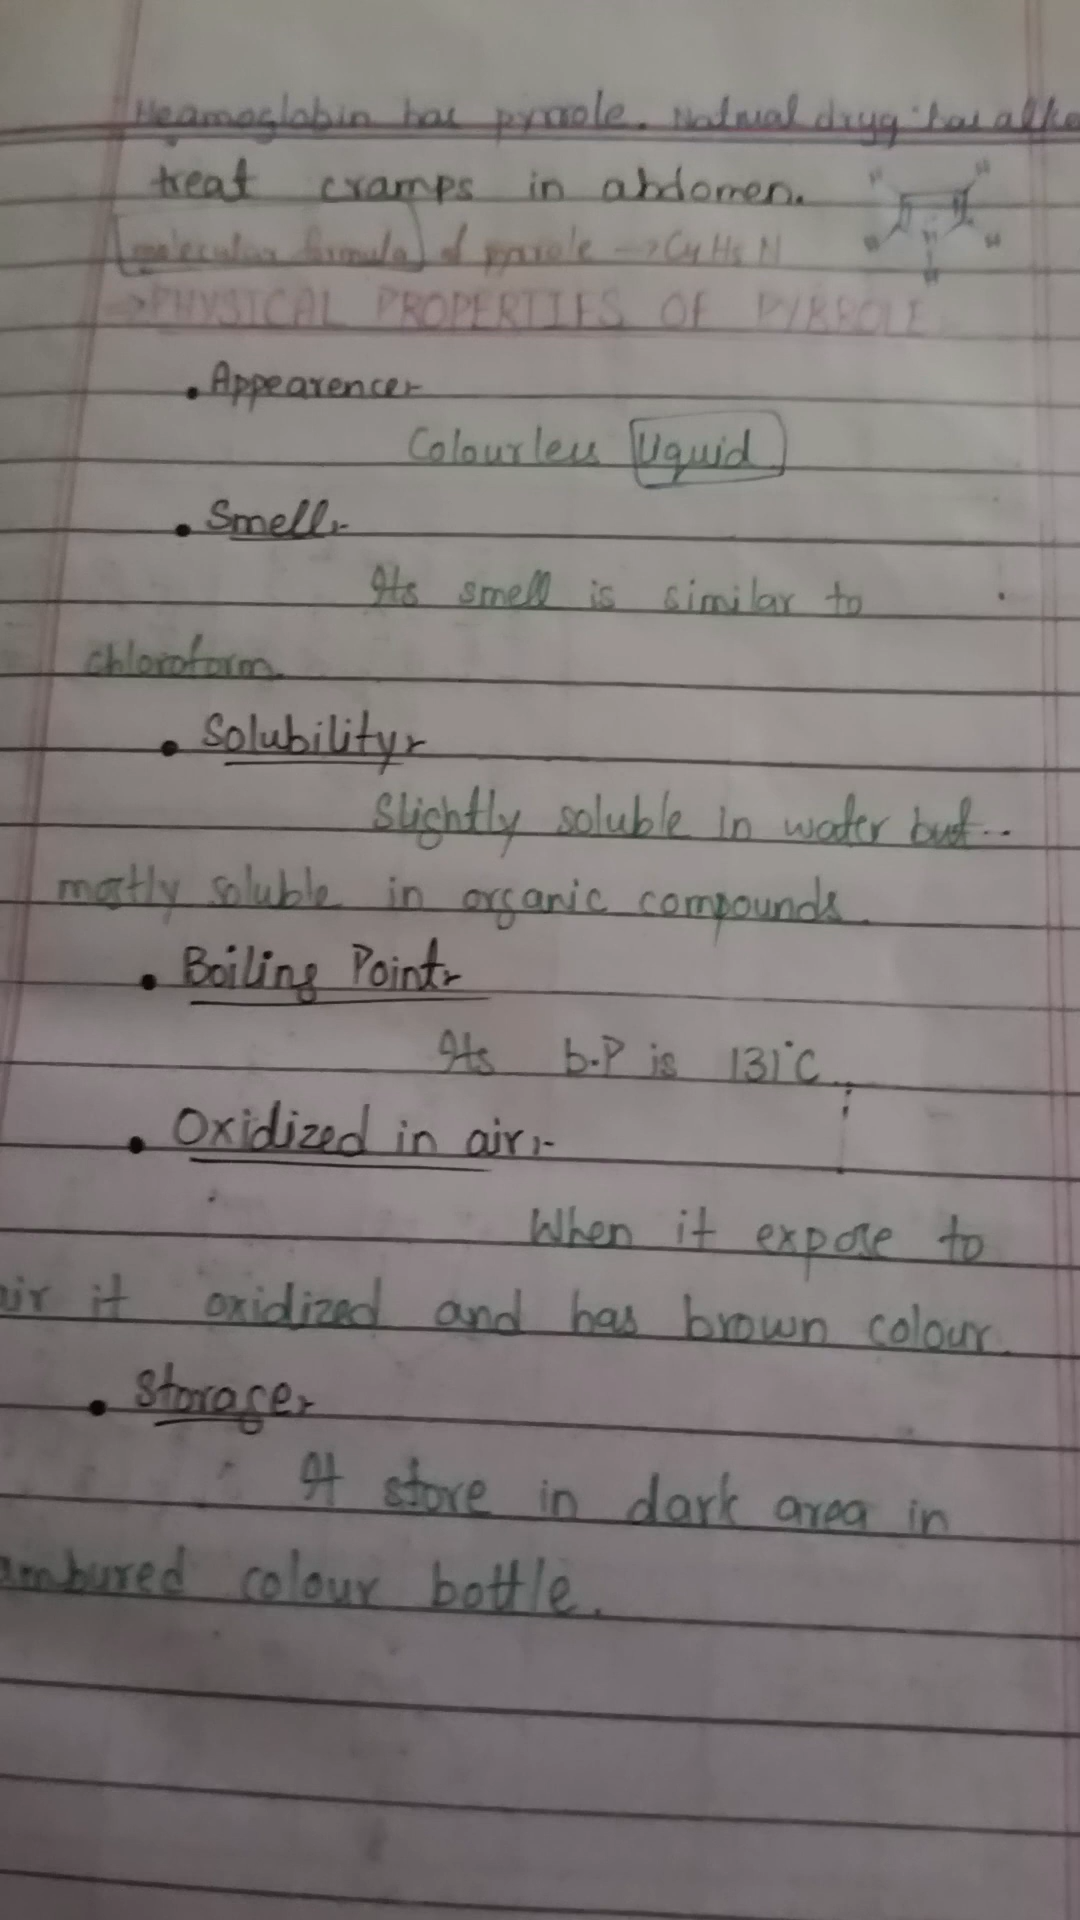 Heamoglobin has pyrrole. Natural drug has
treat cramps in abdomen.
molecular formula of pyrrole → C4H5N
→PHYSICAL PROPERTIES OF PYRROLE
• Appearence:-
Colourless liquid
• Smell:-
Its smell is similar to
chloroform
• Solubility:-
Slightly soluble in water but..
mostly soluble in organic compounds.
• Boiling Point:-
Its b.P is 131°C.
• Oxidized in air:-
When it expose to
air it oxidized and has brown colour.
• Storage:-
It store in dark area in
ambured colour bottle.